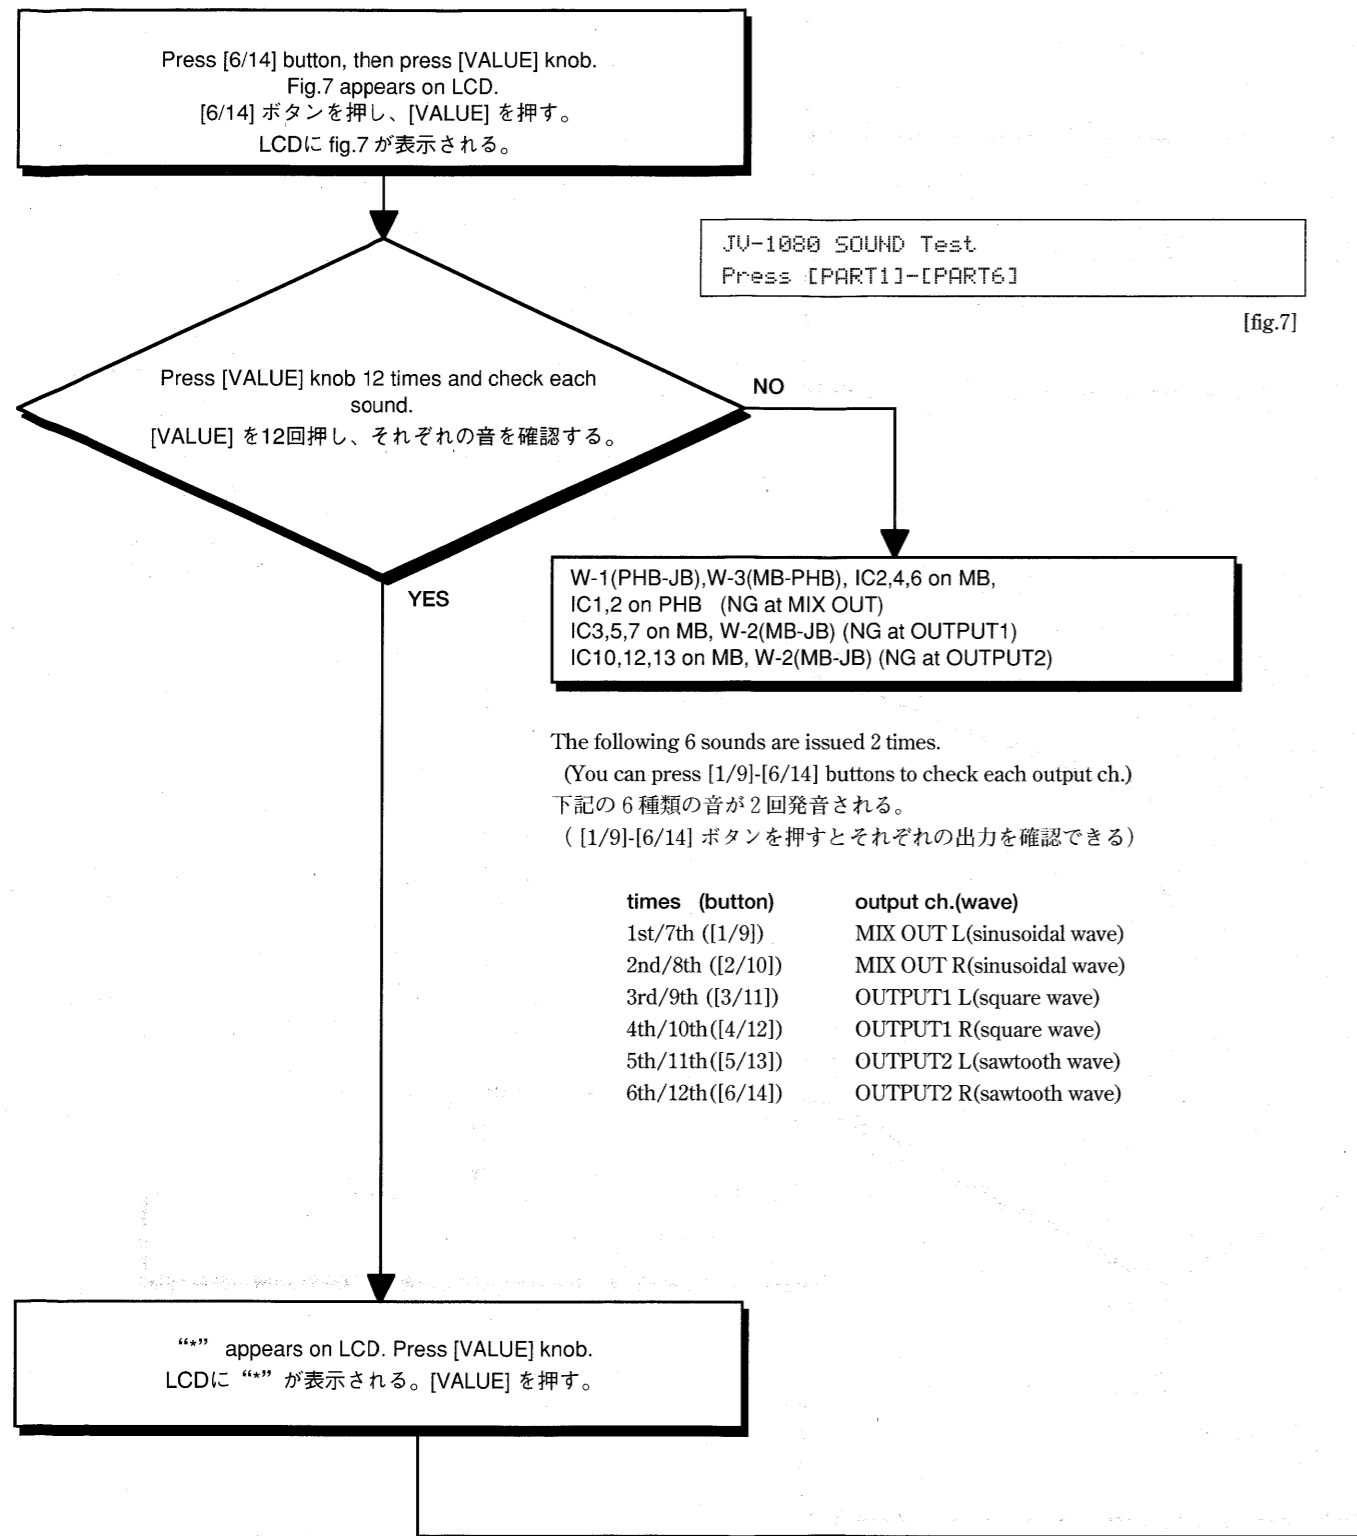 Press [6/14] button, then press [VALUE] knob.
Fig.7 appears on LCD.
[6/14] ボタンを押し、[VALUE] を押す。
LCDに fig.7 が表示される。
JV-1080 SOUND Test
Press [PART1]-[PART6]
[fig.7]
Press [VALUE] knob 12 times and check each
sound.
[VALUE] を12回押し、それぞれの音を確認する。
NO
YES
W-1(PHB-JB),W-3(MB-PHB), IC2,4,6 on MB,
IC1,2 on PHB (NG at MIX OUT)
IC3,5,7 on MB, W-2(MB-JB) (NG at OUTPUT1)
IC10,12,13 on MB, W-2(MB-JB) (NG at OUTPUT2)
The following 6 sounds are issued 2 times.
(You can press [1/9]-[6/14] buttons to check each output ch.)
下記の 6 種類の音が 2 回発音される。
( [1/9]-[6/14] ボタンを押すとそれぞれの出力を確認できる)
times (button) output ch.(wave)
1st/7th ([1/9]) MIX OUT L(sinusoidal wave)
2nd/8th ([2/10]) MIX OUT R(sinusoidal wave)
3rd/9th ([3/11]) OUTPUT1 L(square wave)
4th/10th([4/12]) OUTPUT1 R(square wave)
5th/11th([5/13]) OUTPUT2 L(sawtooth wave)
6th/12th([6/14]) OUTPUT2 R(sawtooth wave)
“*” appears on LCD. Press [VALUE] knob.
LCDに “*” が表示される。[VALUE] を押す。